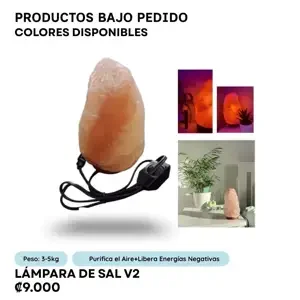 PRODUCTOS BAJO PEDIDO
COLORES DISPONIBLES
Peso: 3-5kg
Purifica el Aire+Libera Energías Negativas
LÁMPARA DE SAL V2
₡9.000